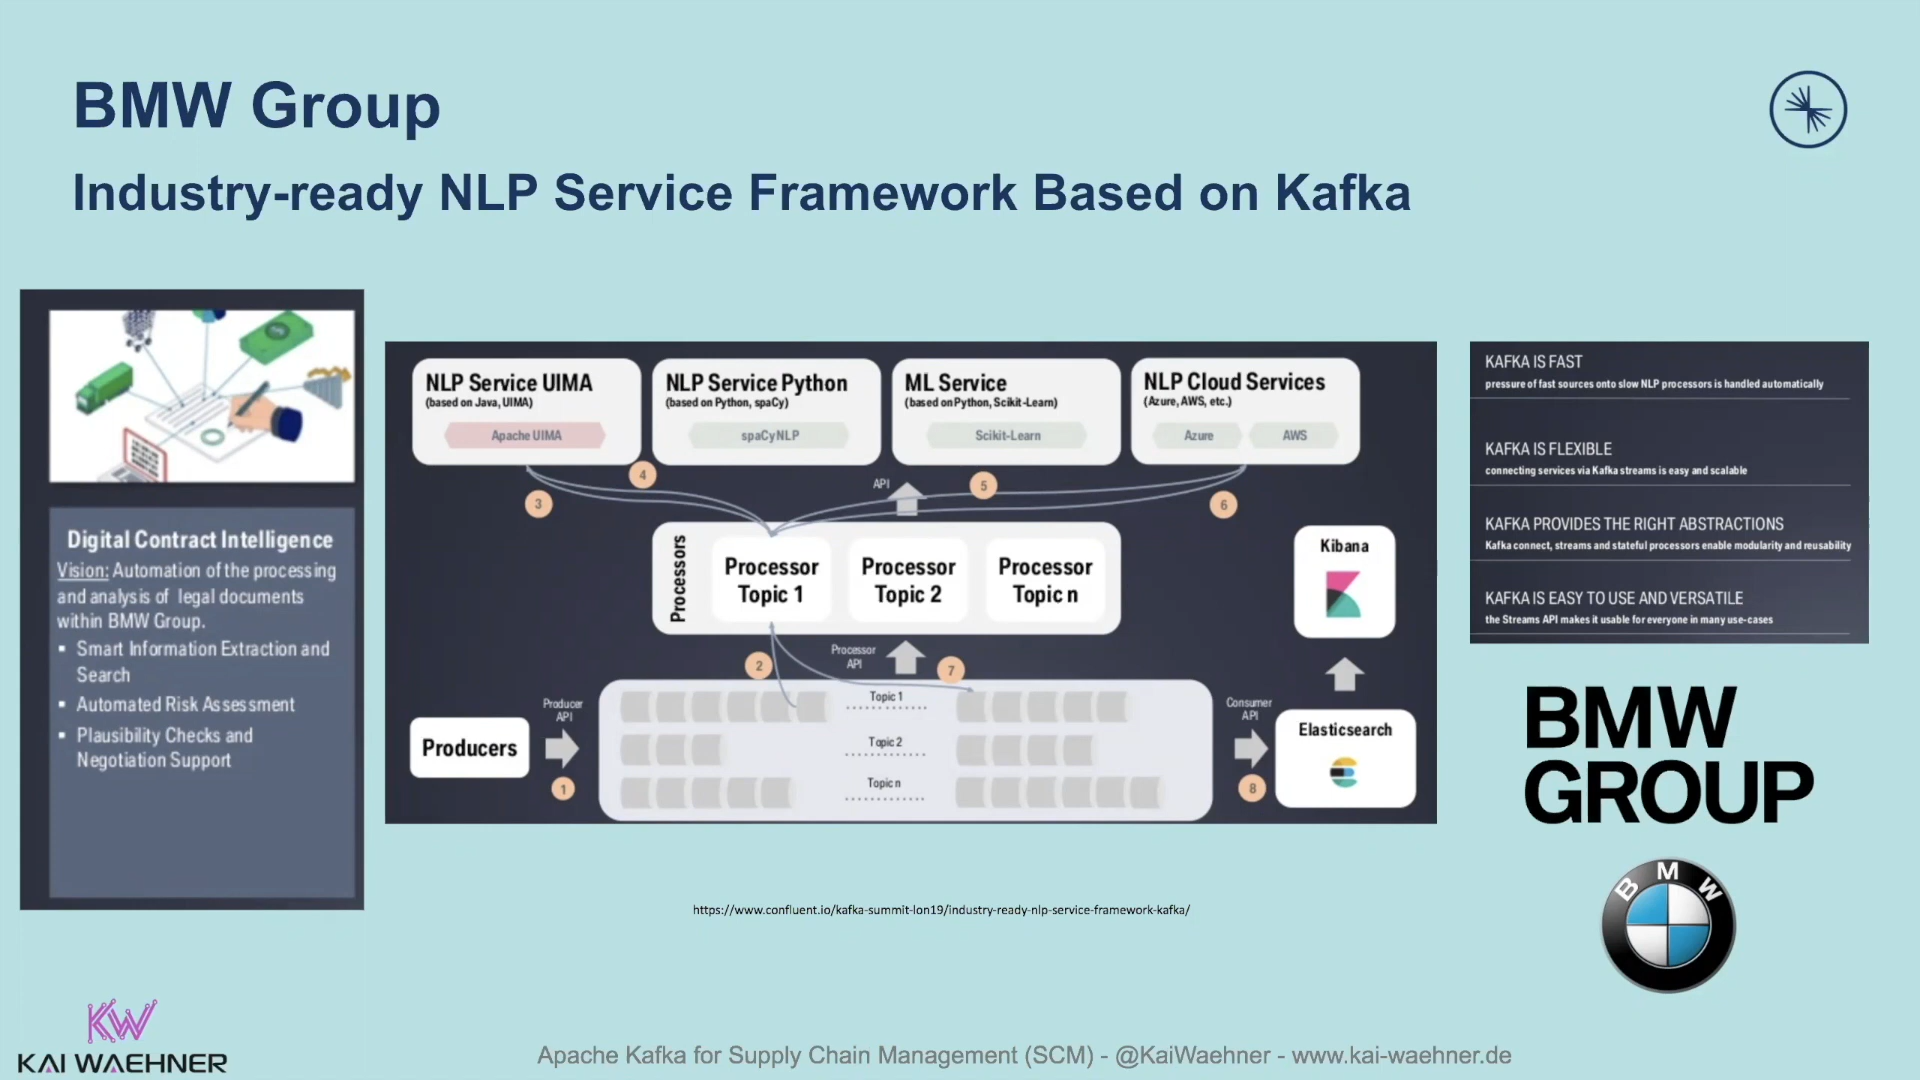 BMW Group
Industry-ready NLP Service Framework Based on Kafka
Digital Contract Intelligence
Vision: Automation of the processing
and analysis of legal documents
within BMW Group.
▪ Smart Information Extraction and
Search
▪ Automated Risk Assessment
▪ Plausibility Checks and
Negotiation Support
NLP Service UIMA
(based on Java, UIMA)
Apache UIMA
NLP Service Python
(based on Python, spaCy)
spaCyNLP
ML Service
(based on Python, Scikit-Learn)
Scikit-Learn
NLP Cloud Services
(Azure, AWS, etc.)
Azure
AWS
3
4
API
5
6
Processors
Processor
Topic 1
Processor
Topic 2
Processor
Topic n
Kibana
2
Processor
API
7
Producers
Producer
API
1
Topic 1
Topic 2
Topic n
Consumer
API
8
Elasticsearch
KAFKA IS FAST
pressure of fast sources onto slow NLP processors is handled automatically
KAFKA IS FLEXIBLE
connecting services via Kafka streams is easy and scalable
KAFKA PROVIDES THE RIGHT ABSTRACTIONS
Kafka connect, streams and stateful processors enable modularity and reusability
KAFKA IS EASY TO USE AND VERSATILE
the Streams API makes it usable for everyone in many use-cases
BMW
GROUP
BMW
https://www.confluent.io/kafka-summit-lon19/industry-ready-nlp-service-framework-kafka/
KW
KAI WAEHNER
Apache Kafka for Supply Chain Management (SCM) - @KaiWaehner - www.kai-waehner.de